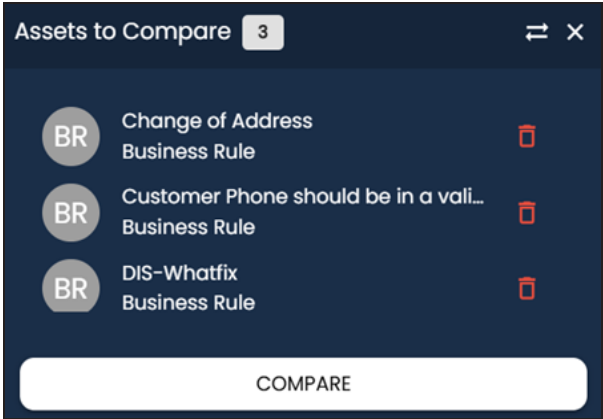 Assets to Compare 3
BR
Change of Address
Business Rule
BR
Customer Phone should be in a vali...
Business Rule
BR
DIS-Whatfix
Business Rule
COMPARE